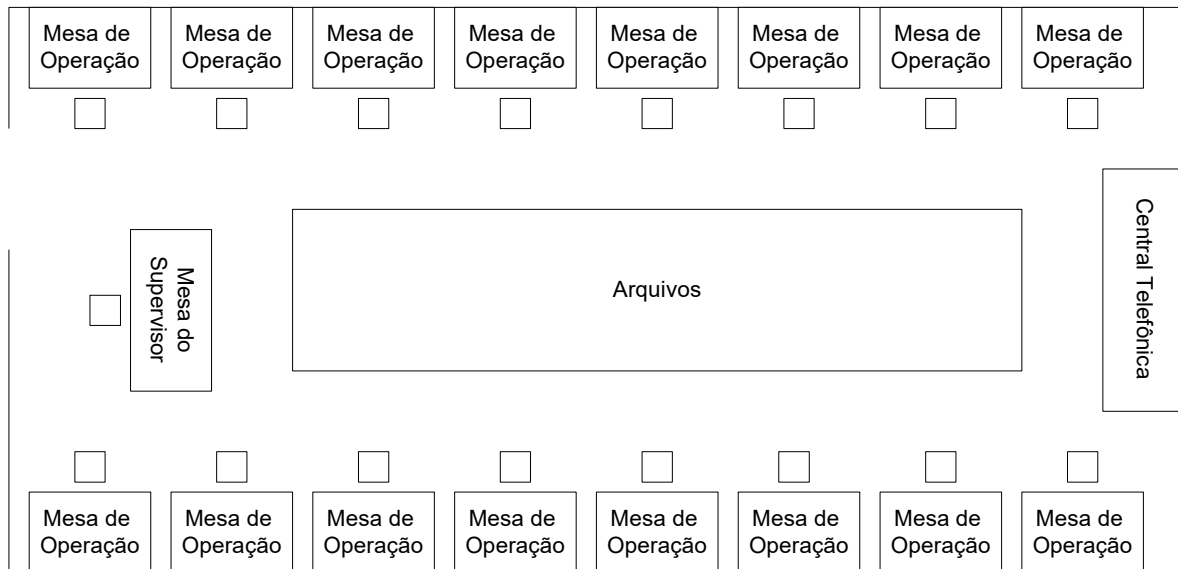 Mesa de
Operação
Mesa de
Operação
Mesa de
Operação
Mesa de
Operação
Mesa de
Operação
Mesa de
Operação
Mesa de
Operação
Mesa de
Operação
Mesa do
Supervisor
Arquivos
Central Telefônica
Mesa de
Operação
Mesa de
Operação
Mesa de
Operação
Mesa de
Operação
Mesa de
Operação
Mesa de
Operação
Mesa de
Operação
Mesa de
Operação